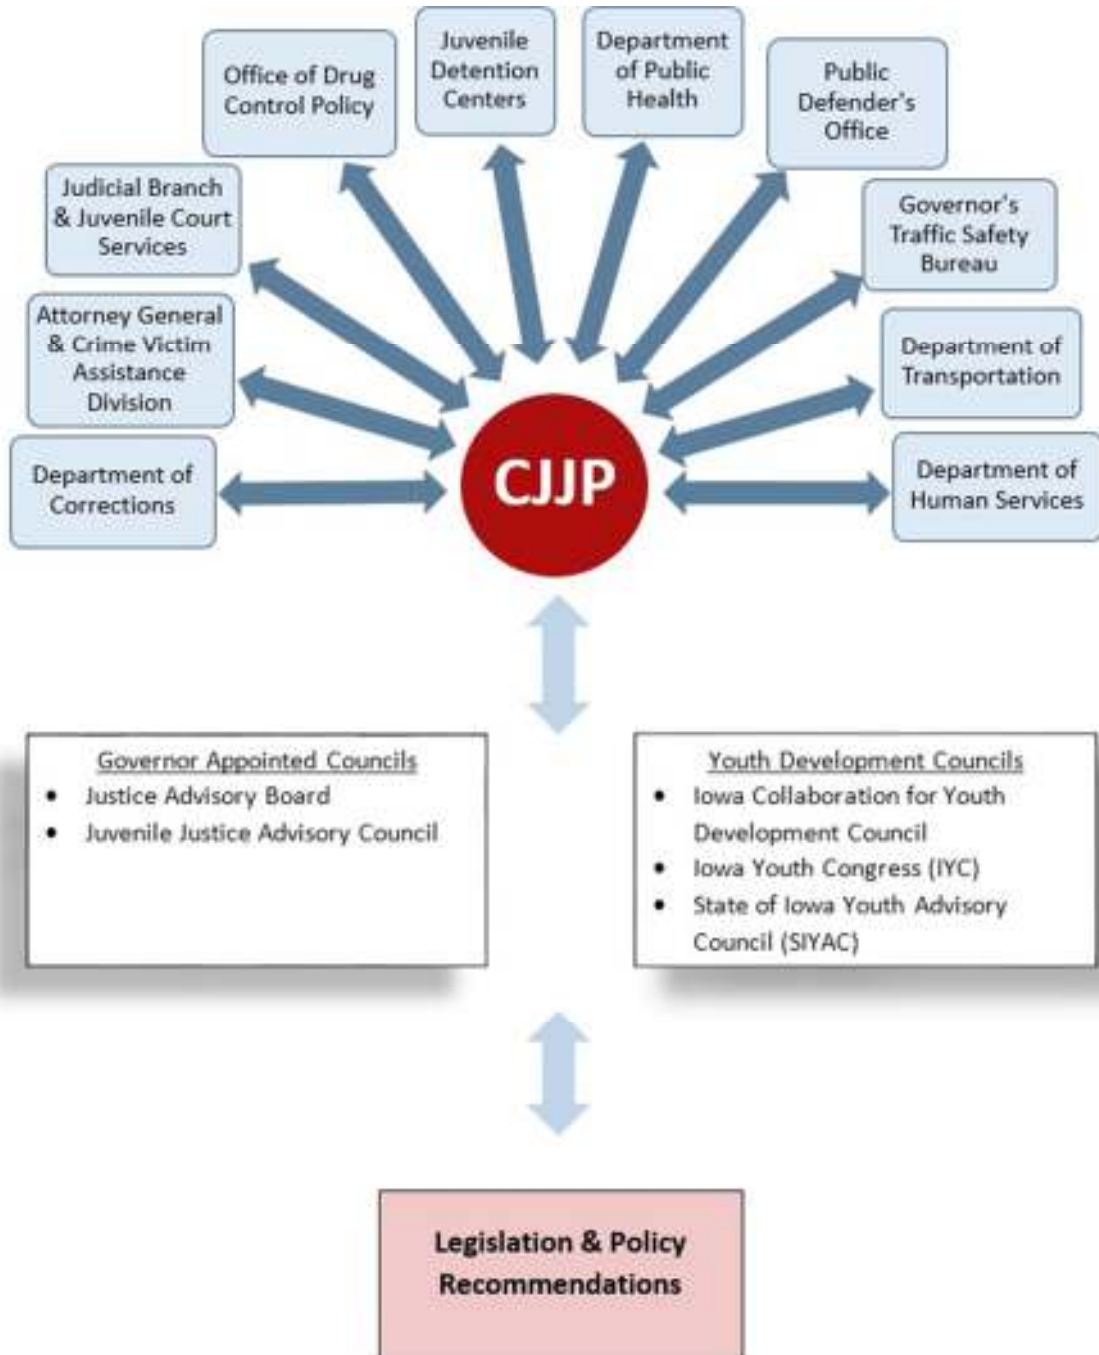 Office of Drug
Control Policy
Juvenile
Detention
Centers
Department
of Public
Health
Public
Defender's
Office
Judicial Branch
& Juvenile Court
Services
Governor's
Traffic Safety
Bureau
Attorney General
& Crime Victim
Assistance
Division
Department of
Transportation
Department of
Corrections
CJJP
Department of
Human Services
Governor Appointed Councils
• Justice Advisory Board
• Juvenile Justice Advisory Council
Youth Development Councils
• Iowa Collaboration for Youth
Development Council
• Iowa Youth Congress (IYC)
• State of Iowa Youth Advisory
Council (SIYAC)
Legislation & Policy
Recommendations